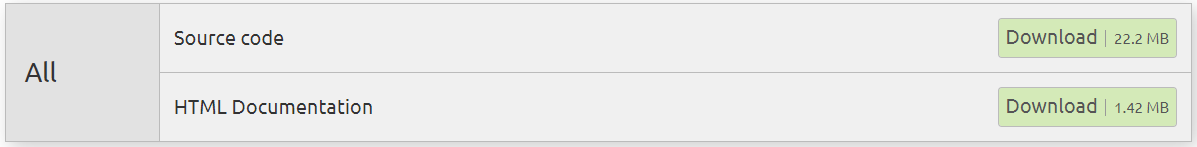 All
Source code
Download | 22.2 MB
HTML Documentation
Download | 1.42 MB